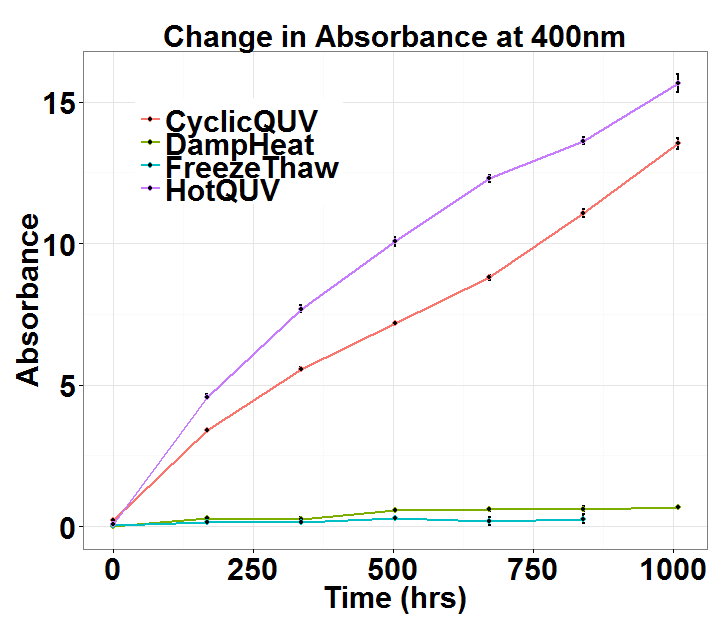 Change in Absorbance at 400nm
15
CyclicQUV
DampHeat
FreezeThaw
HotQUV
10
Absorbance
5
0
0 250 500 750 1000
Time (hrs)